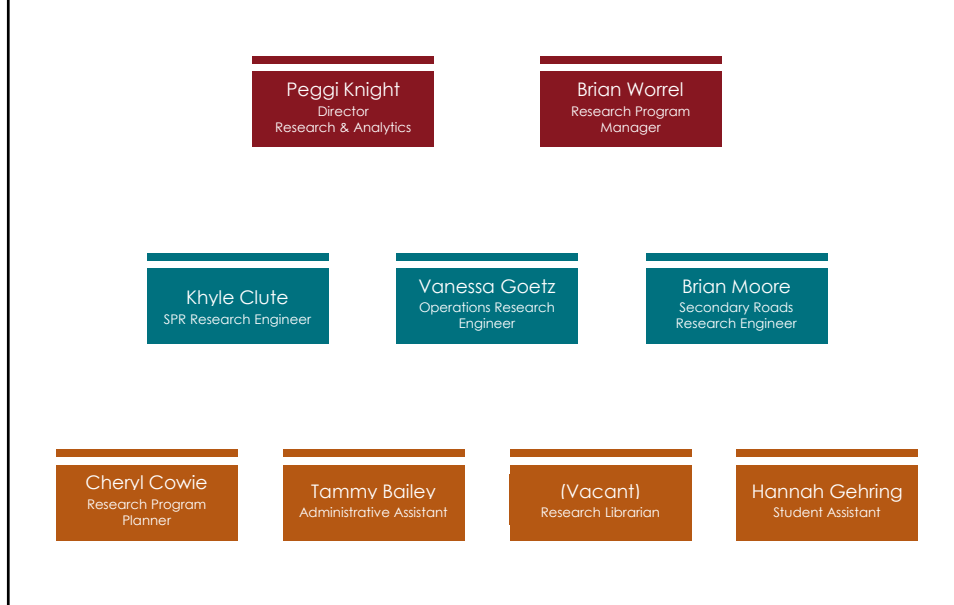 Peggi Knight
Director
Research & Analytics
Brian Worrel
Research Program
Manager
Khyle Clute
SPR Research Engineer
Vanessa Goetz
Operations Research
Engineer
Brian Moore
Secondary Roads
Research Engineer
Cheryl Cowie
Research Program
Planner
Tammy Bailey
Administrative Assistant
(Vacant)
Research Librarian
Hannah Gehring
Student Assistant